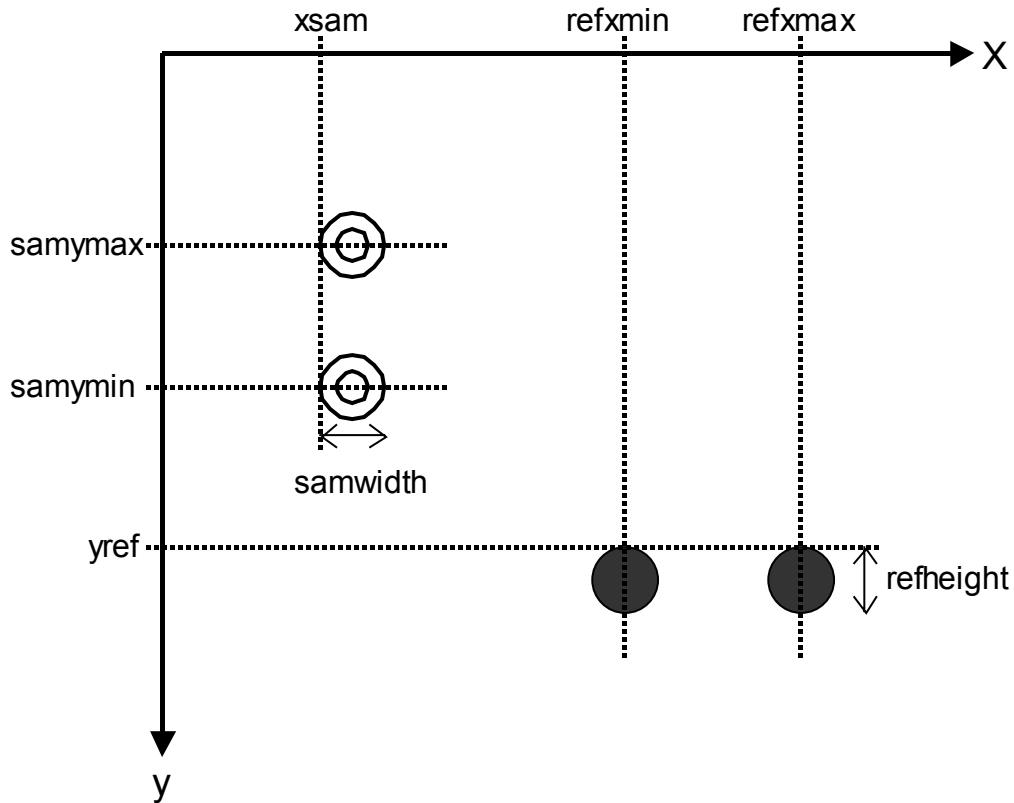 xsam refxmin refxmax
X
samymax
samymin
samwidth
yref
refheight
y